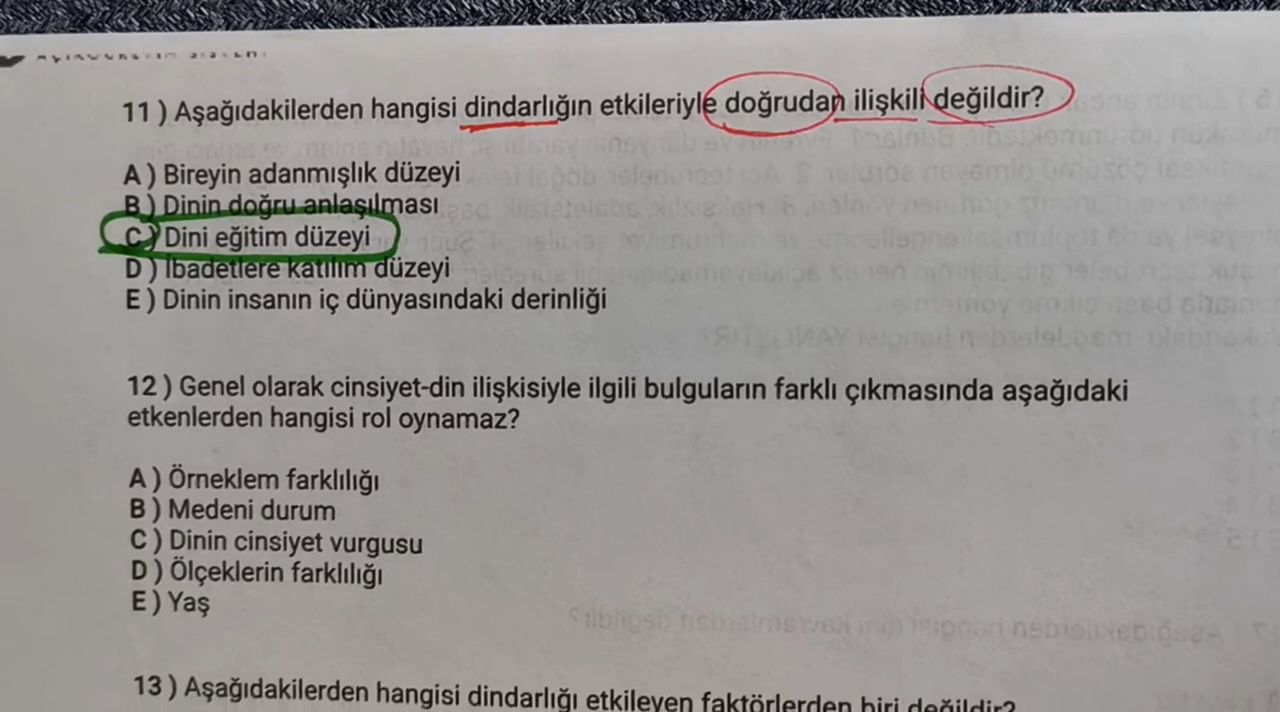 11 ) Aşağıdakilerden hangisi dindarlığın etkileriyle doğrudan ilişkili değildir?
A ) Bireyin adanmışlık düzeyi
B ) Dinin doğru anlaşılması
C ) Dini eğitim düzeyi
D ) İbadetlere katılım düzeyi
E ) Dinin insanın iç dünyasındaki derinliği
12 ) Genel olarak cinsiyet-din ilişkisiyle ilgili bulguların farklı çıkmasında aşağıdaki
etkenlerden hangisi rol oynamaz?
A ) Örneklem farklılığı
B ) Medeni durum
C ) Dinin cinsiyet vurgusu
D ) Ölçeklerin farklılığı
E ) Yaş
13 ) Aşağıdakilerden hangisi dindarlığı etkileyen faktörlerden biri değildir?